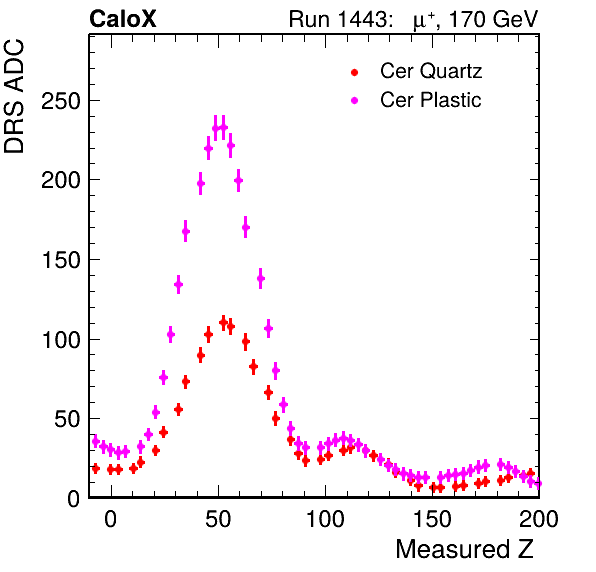 CaloX Run 1443: μ⁺, 170 GeV
DRS ADC
Cer Quartz
Cer Plastic
250
200
150
100
50
0
0 50 100 150 200
Measured Z